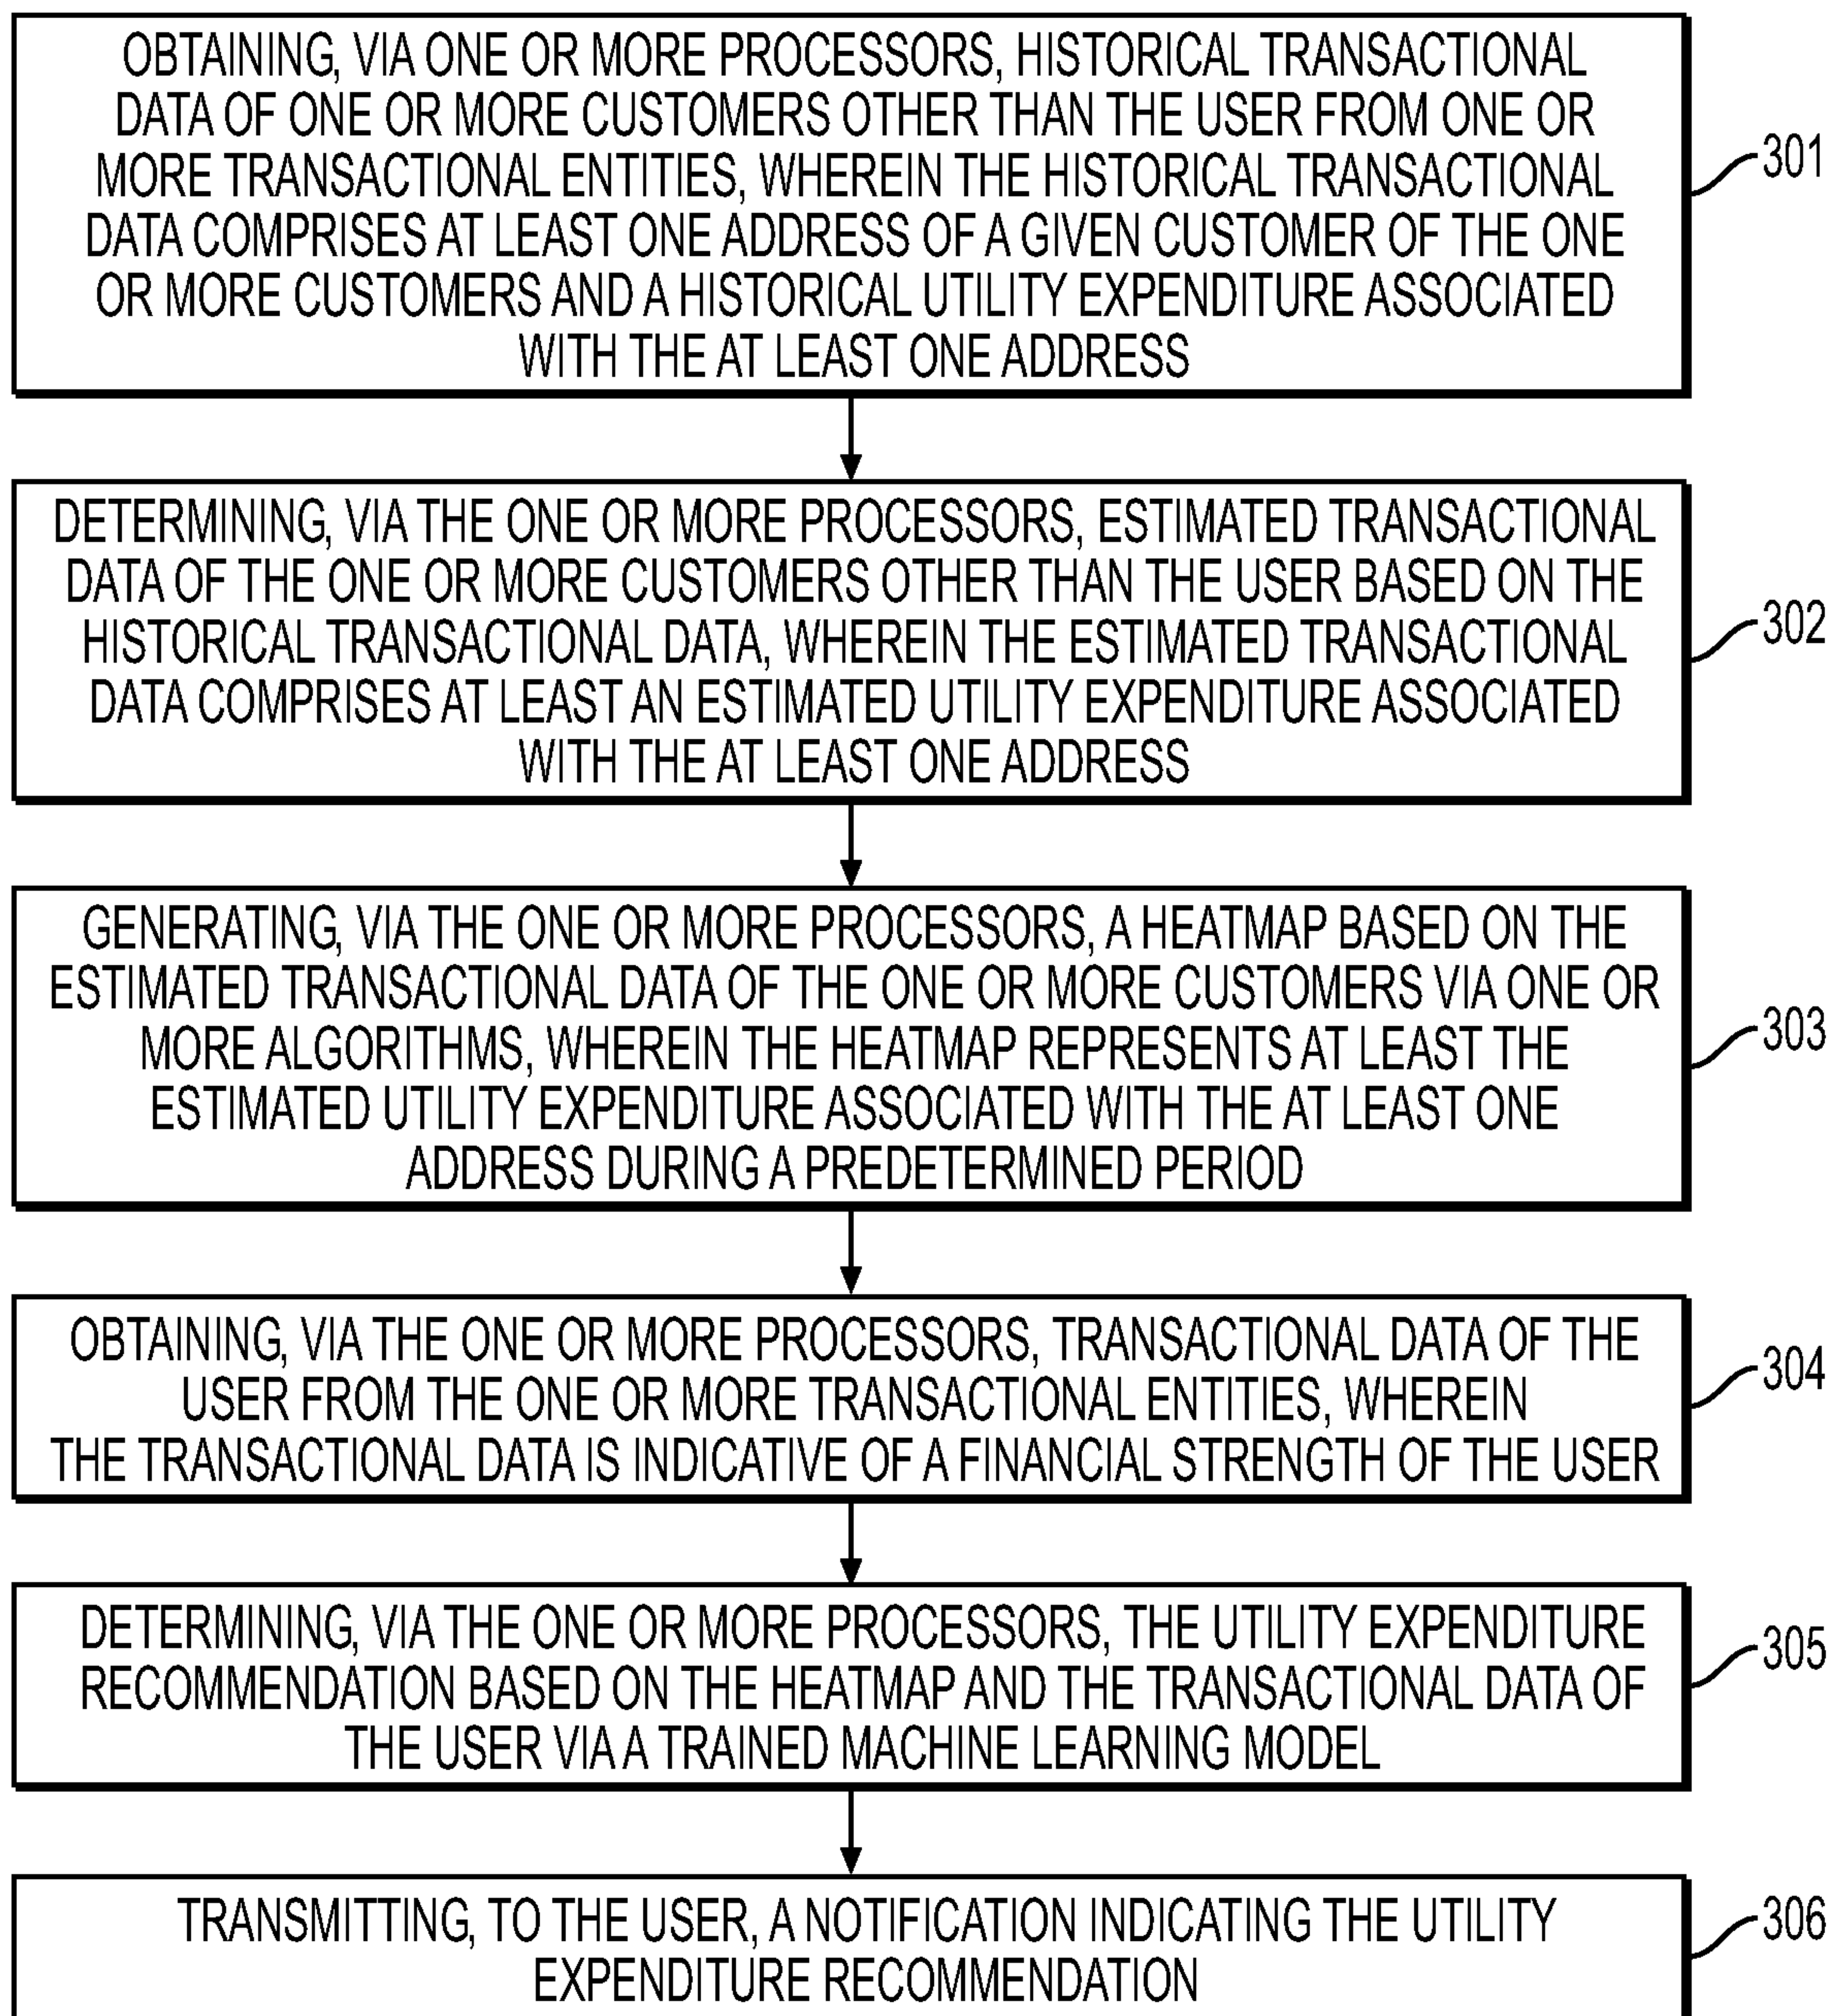 OBTAINING, VIA ONE OR MORE PROCESSORS, HISTORICAL TRANSACTIONAL
DATA OF ONE OR MORE CUSTOMERS OTHER THAN THE USER FROM ONE OR
MORE TRANSACTIONAL ENTITIES, WHEREIN THE HISTORICAL TRANSACTIONAL
DATA COMPRISES AT LEAST ONE ADDRESS OF A GIVEN CUSTOMER OF THE ONE
OR MORE CUSTOMERS AND A HISTORICAL UTILITY EXPENDITURE ASSOCIATED
WITH THE AT LEAST ONE ADDRESS
301
DETERMINING, VIA THE ONE OR MORE PROCESSORS, ESTIMATED TRANSACTIONAL
DATA OF THE ONE OR MORE CUSTOMERS OTHER THAN THE USER BASED ON THE
HISTORICAL TRANSACTIONAL DATA, WHEREIN THE ESTIMATED TRANSACTIONAL
DATA COMPRISES AT LEAST AN ESTIMATED UTILITY EXPENDITURE ASSOCIATED
WITH THE AT LEAST ONE ADDRESS
302
GENERATING, VIA THE ONE OR MORE PROCESSORS, A HEATMAP BASED ON THE
ESTIMATED TRANSACTIONAL DATA OF THE ONE OR MORE CUSTOMERS VIA ONE OR
MORE ALGORITHMS, WHEREIN THE HEATMAP REPRESENTS AT LEAST THE
ESTIMATED UTILITY EXPENDITURE ASSOCIATED WITH THE AT LEAST ONE
ADDRESS DURING A PREDETERMINED PERIOD
303
OBTAINING, VIA THE ONE OR MORE PROCESSORS, TRANSACTIONAL DATA OF THE
USER FROM THE ONE OR MORE TRANSACTIONAL ENTITIES, WHEREIN
THE TRANSACTIONAL DATA IS INDICATIVE OF A FINANCIAL STRENGTH OF THE USER
304
DETERMINING, VIA THE ONE OR MORE PROCESSORS, THE UTILITY EXPENDITURE
RECOMMENDATION BASED ON THE HEATMAP AND THE TRANSACTIONAL DATA OF
THE USER VIA A TRAINED MACHINE LEARNING MODEL
305
TRANSMITTING, TO THE USER, A NOTIFICATION INDICATING THE UTILITY
EXPENDITURE RECOMMENDATION
306